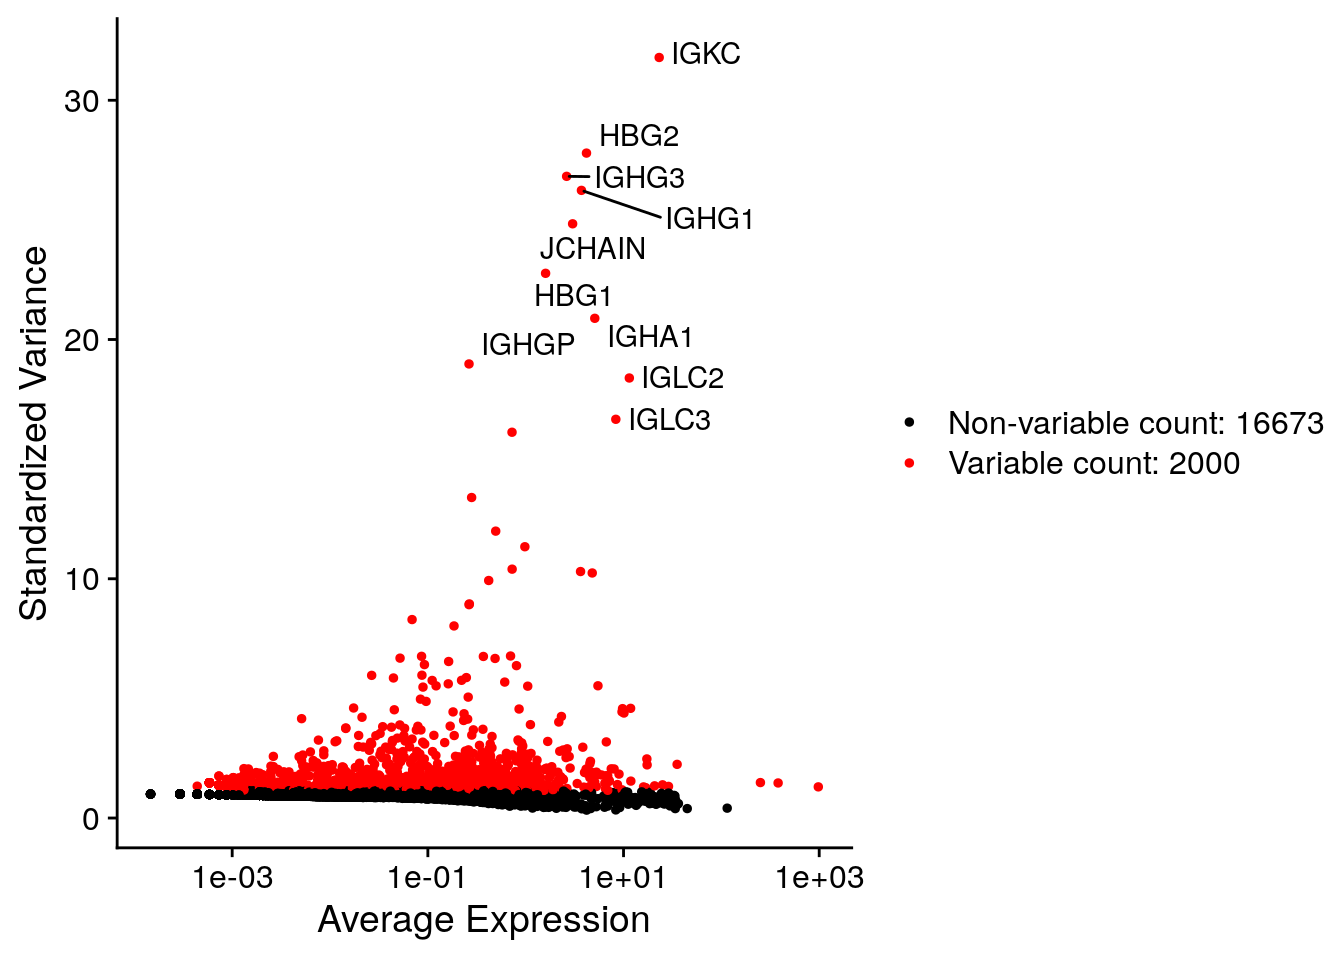 IGKC
30
HBG2
IGHG3
IGHG1
JCHAIN
HBG1
IGHA1
IGHGP
20
IGLC2
IGLC3
Standardized Variance
Non-variable count: 16673
Variable count: 2000
10
0
1e-03 1e-01 1e+01 1e+03
Average Expression